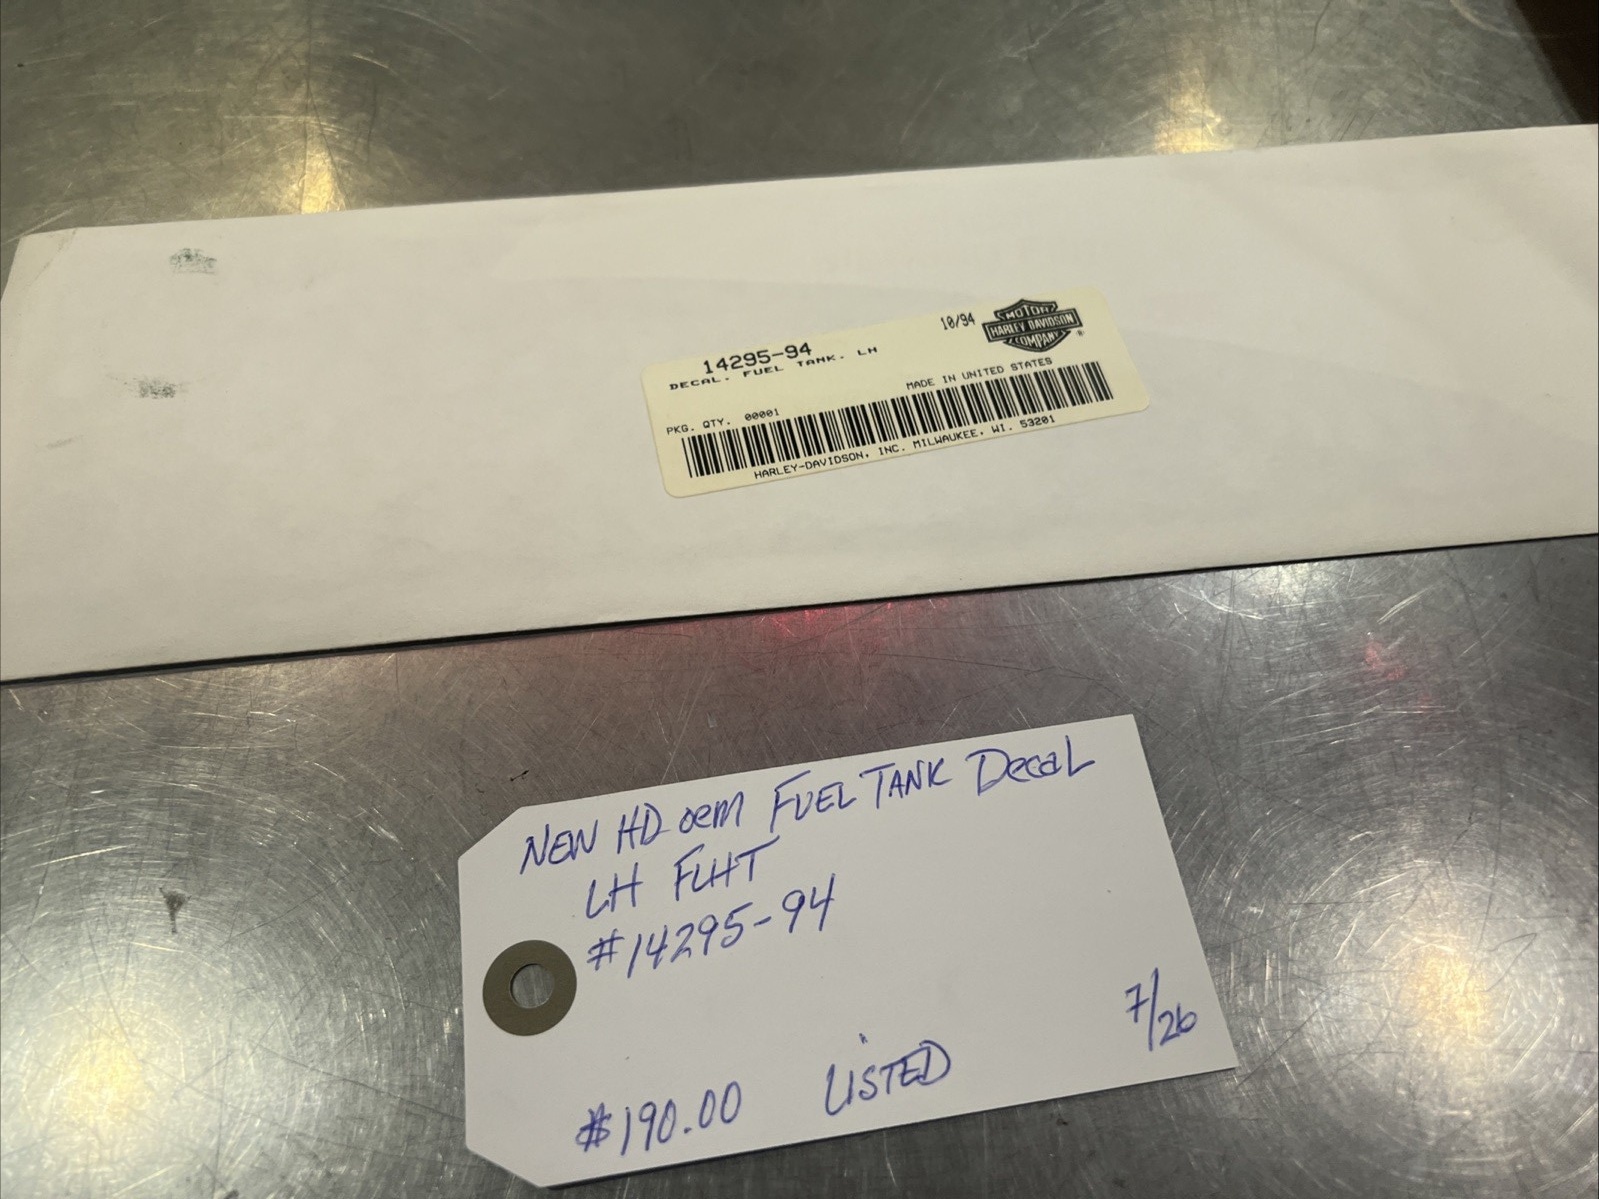 10/94
MOTOR
HARLEY-DAVIDSON
COMPANY
®
14295-94
DECAL. FUEL TANK. LH
MADE IN UNITED STATES
PKG. QTY. 00001
HARLEY-DAVIDSON, INC. MILWAUKEE, WI. 53201
NEW HD oem FUEL TANK DecaL
LH FLHT
#14295-94
7/26
$190.00 LISTED